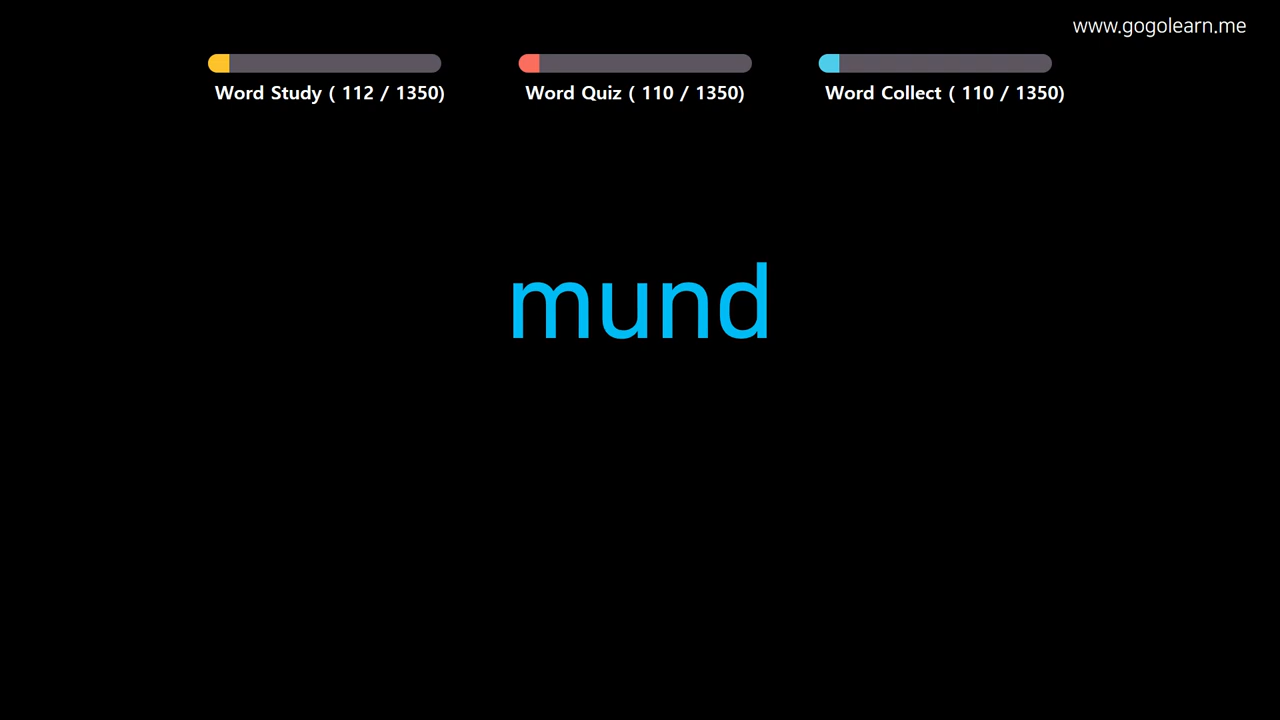 www.gogolearn.me
Word Study ( 112 / 1350)
Word Quiz ( 110 / 1350)
Word Collect ( 110 / 1350)
mund